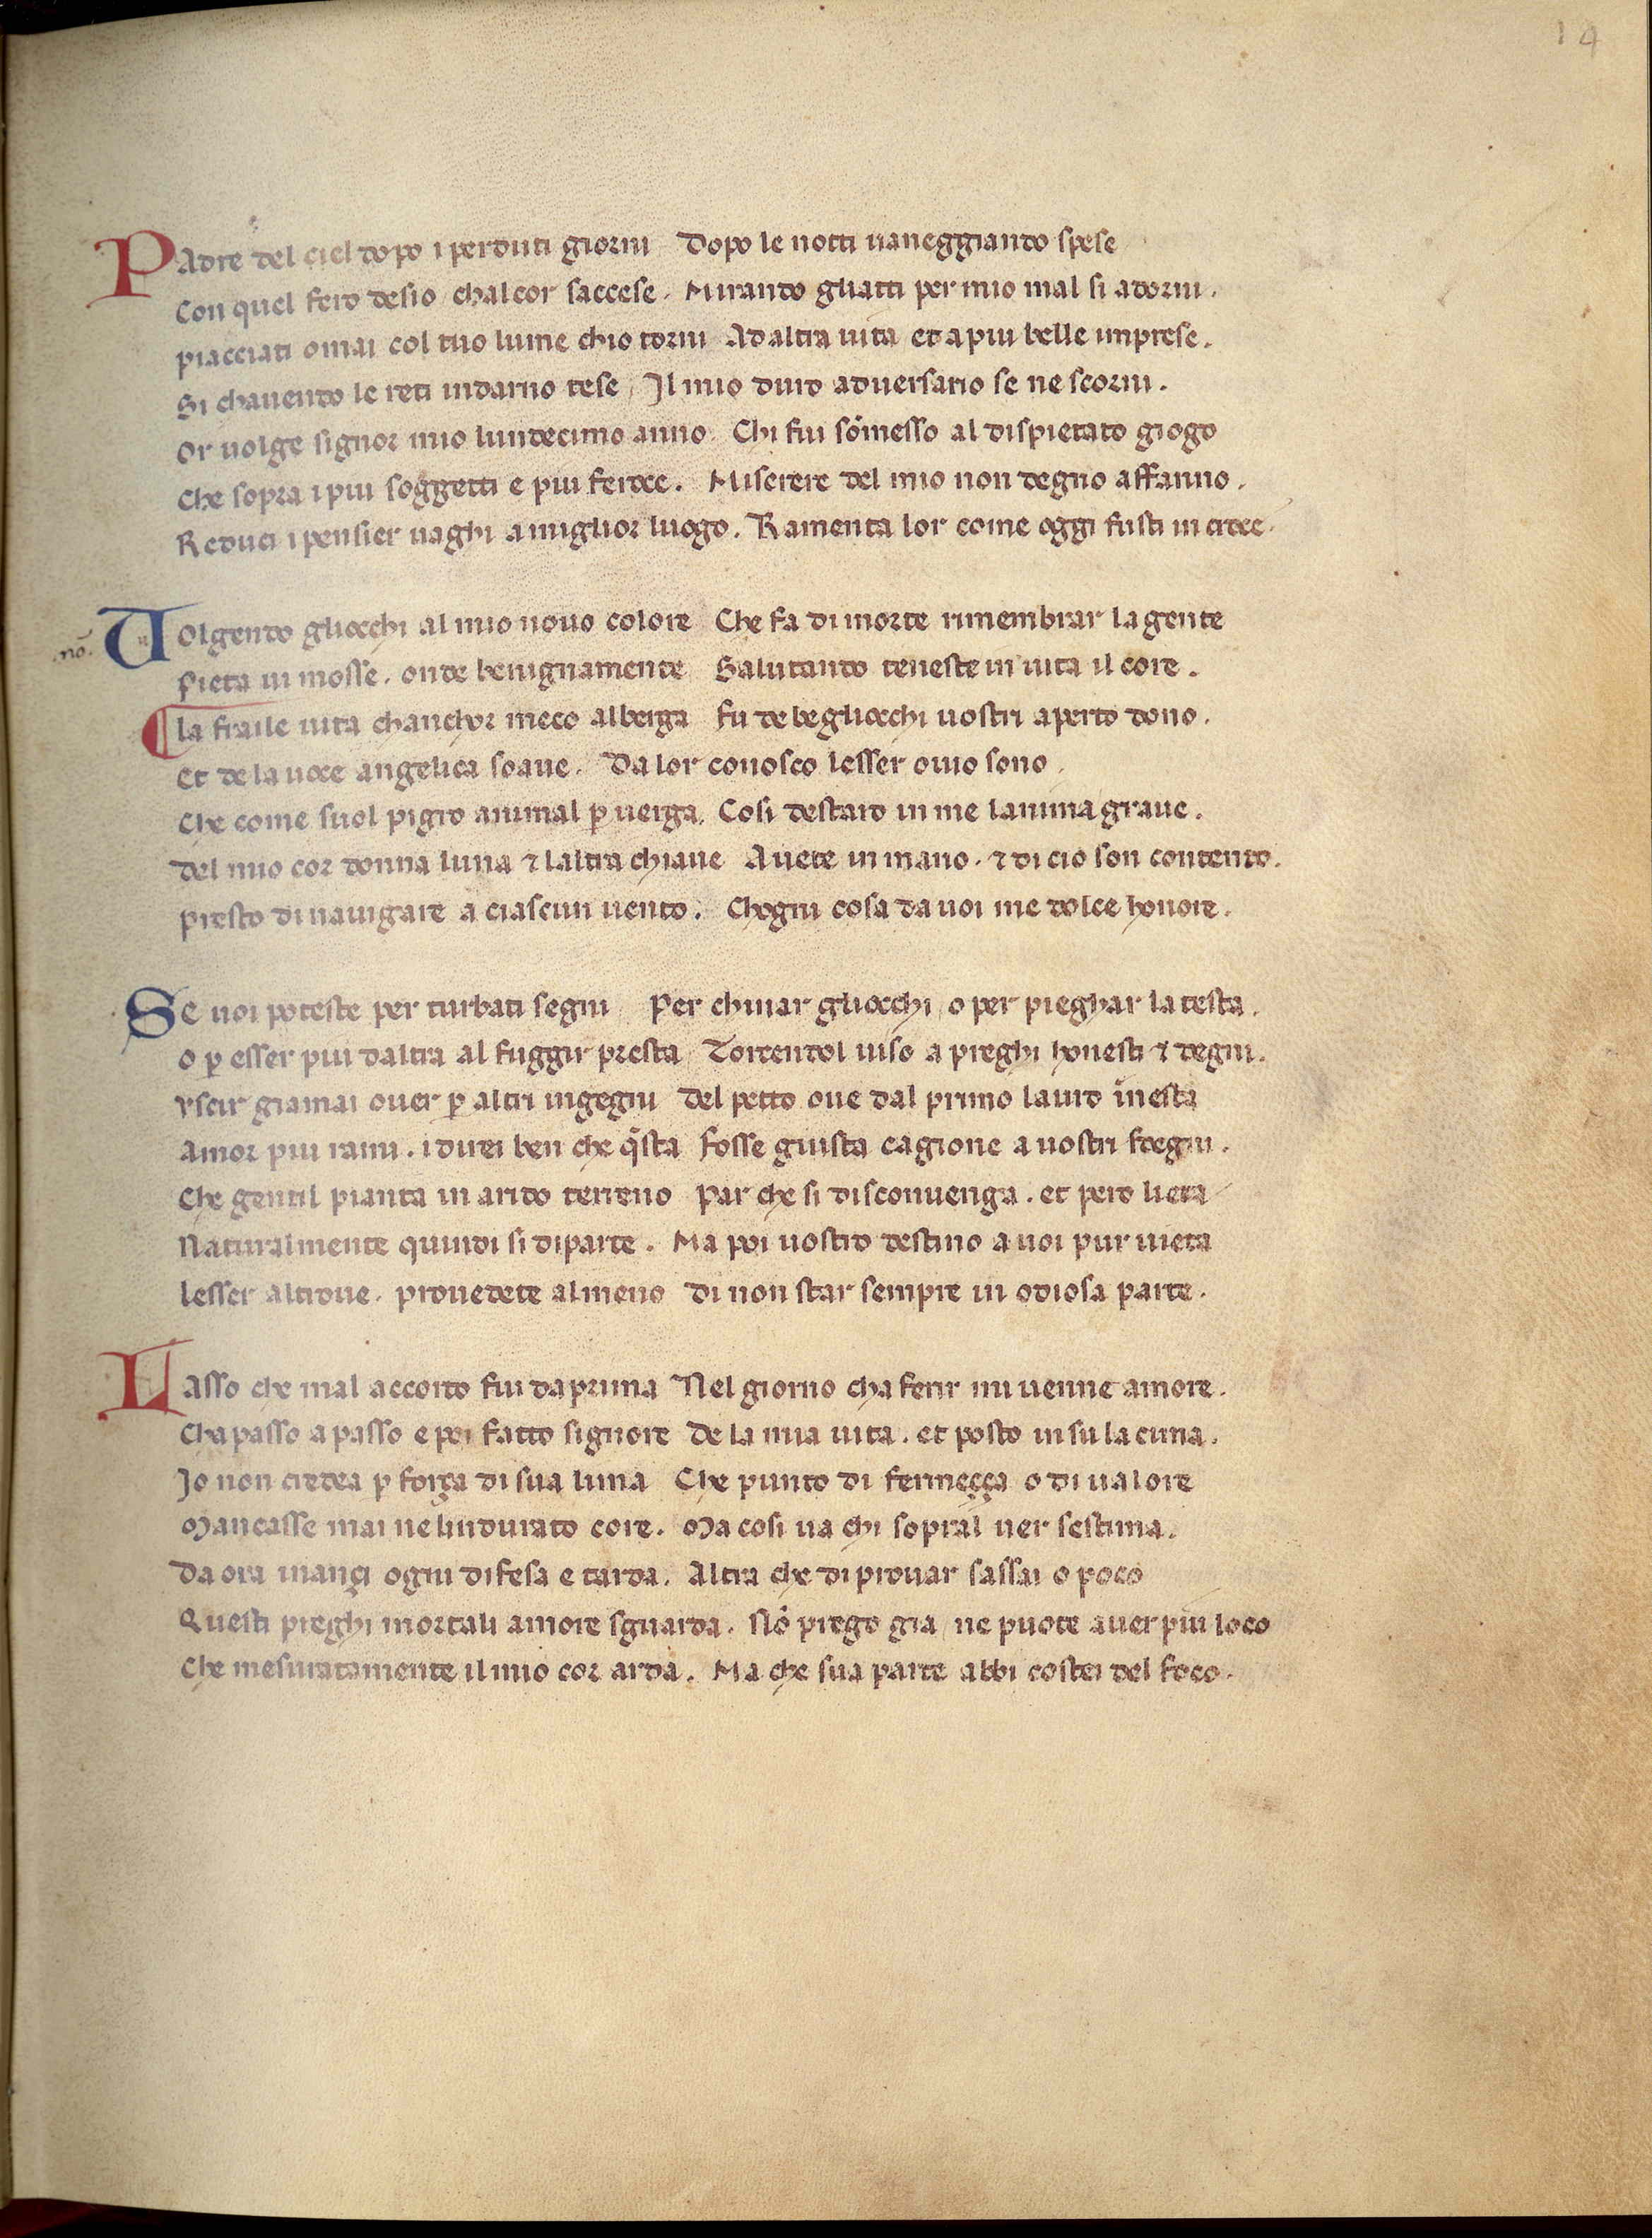 14
PAdre del ciel dopo i perduti giorni Dopo le notti uaneggiando spese
Con quel fero desio chalcor saccese. Mirando gliatti per mio mal si adorni.
piacciati omai col tuo lume chio torni Ad altra uita et a piu belle imprese.
Si chauendo le reti indarno tese Il mio duro aduersario se ne scorni.
Or uolge signor mio lundecimo anno. Chi fui som̄esso al dispietato giogo
Che sopra i piu soggetti e piu feroce. Miserere del mio non degno affanno.
Reduci i pensier uaghi a miglior luogo. Ramenta lor come oggi fusti in croce.
UOlgendo gliocchi al mio nouo colore Che fa di morte rimembrar la gente
.nō.
Pieta ui mosse. onde benignamente Salutando teneste in uita il core.
la fraile uita chanchor meco alberga fu de begliocchi uostri aperto dono.
Et de la uoce angelica soaue. Da lor conosco lesser ouio sono.
Che come suol pigro animal ꝑ uerga. Cosi destaro in me lanima graue.
Del mio cor donna luna ⁊ laltra chiaue Auete in mano. ⁊ di cio son contento.
presto di nauigare a ciascun uento. Chogni cosa da uoi me dolce honore.
SE uoi poteste per turbati segni Per chinar gliocchi, o per pieghar la testa.
O ꝑ esser piu daltra al fuggir presta Torcendol uiso a preghi honesti ⁊ degni.
Vscir giamai ouer ꝑ altri ingegni Del petto oue dal primo lauro īnesta
Amor piu rami. i direi ben che q̄sta fosse giusta cagione a uostri sdegni.
Che gentil pianta in arido terreno Par che si disconuenga. et pero lieta
Naturalmente quindi si diparte. Ma poi uostro destino a uoi pur uieta
Lesser altroue. prouedete almeno Di non star sempre in odiosa parte.
LAsso che mal accorto fui da prima Nel giorno cha ferir mi uenne amore.
Cha passo a passo e poi fatto signore De la mia uita. et posto in su la cima.
Io non credea ꝑ força di sua lima Che punto di fermeçça o di ualore
Mancasse mai ne lindurato core. Ma cosi ua chi sopral uer sestima.
Da ora inançi ogni difesa e tarda. Altra che di prouar sassai o poco
Questi preghi mortali amore sguarda. Nō prego gia, ne puote auer piu loco
Che mesuratamente il mio cor arda. Ma che sua parte abbi costei del foco.